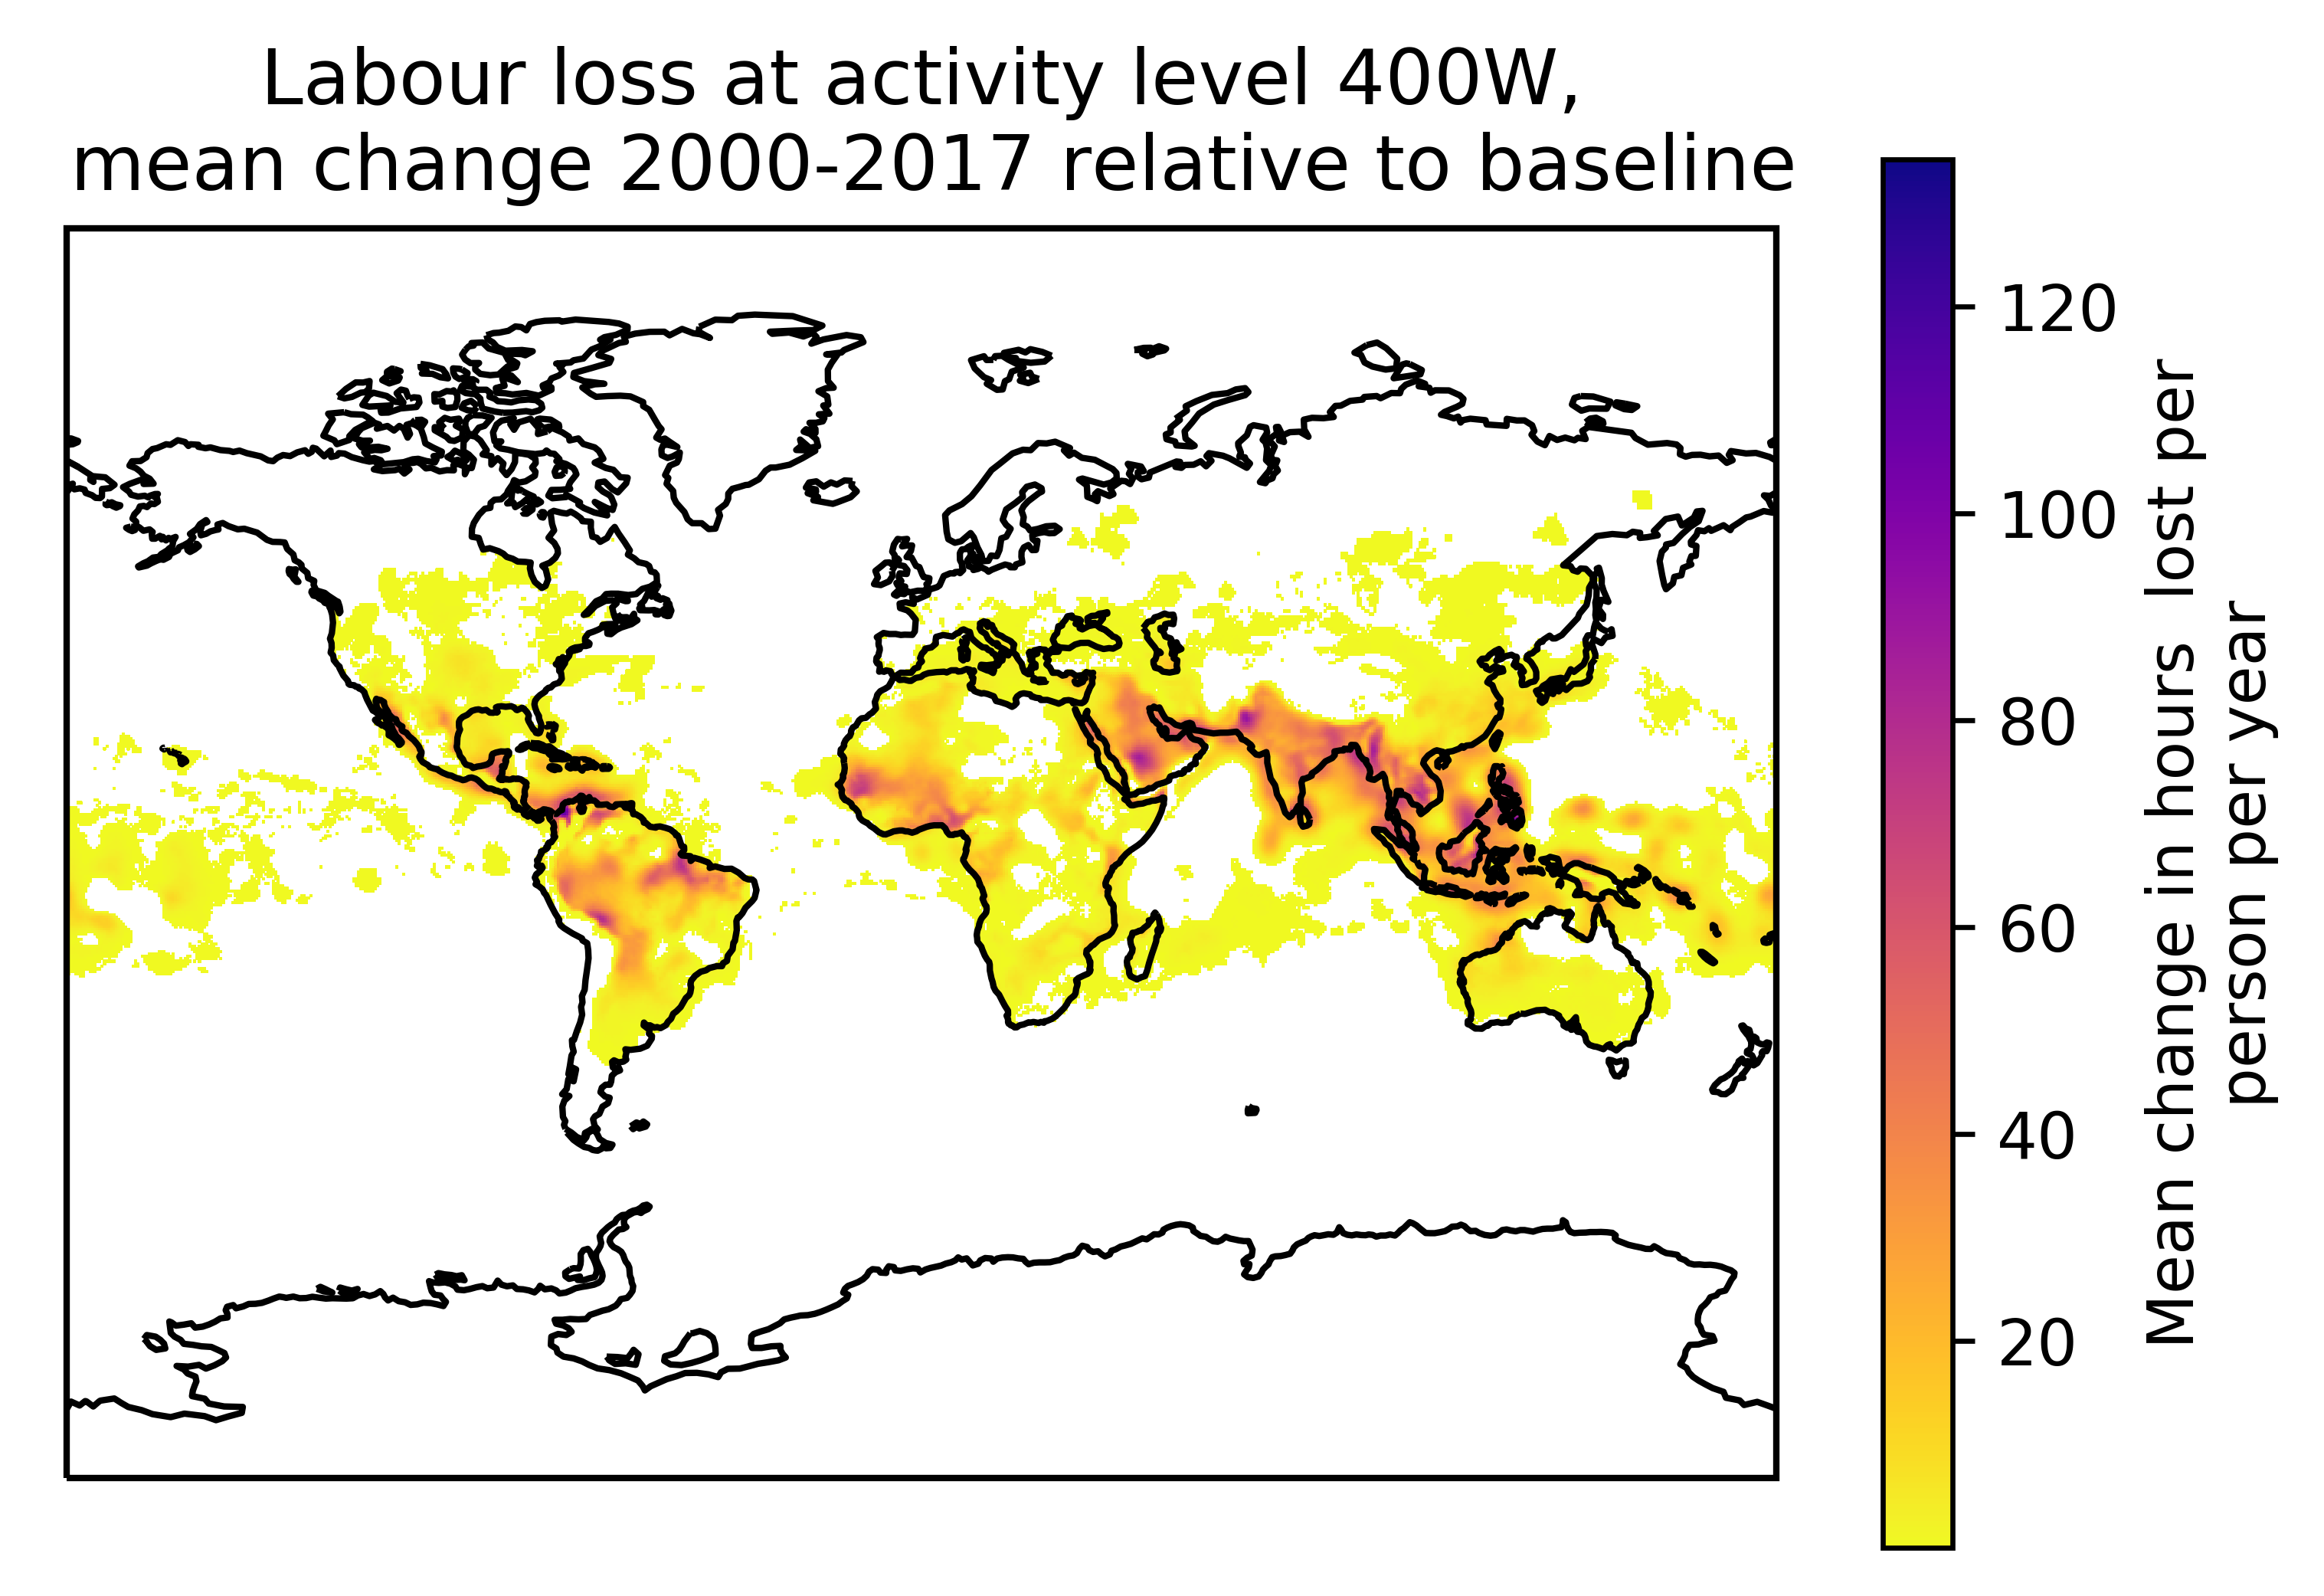 Labour loss at activity level 400W,
mean change 2000-2017 relative to baseline
120
100
80
60
40
20
Mean change in hours  lost per
person per year